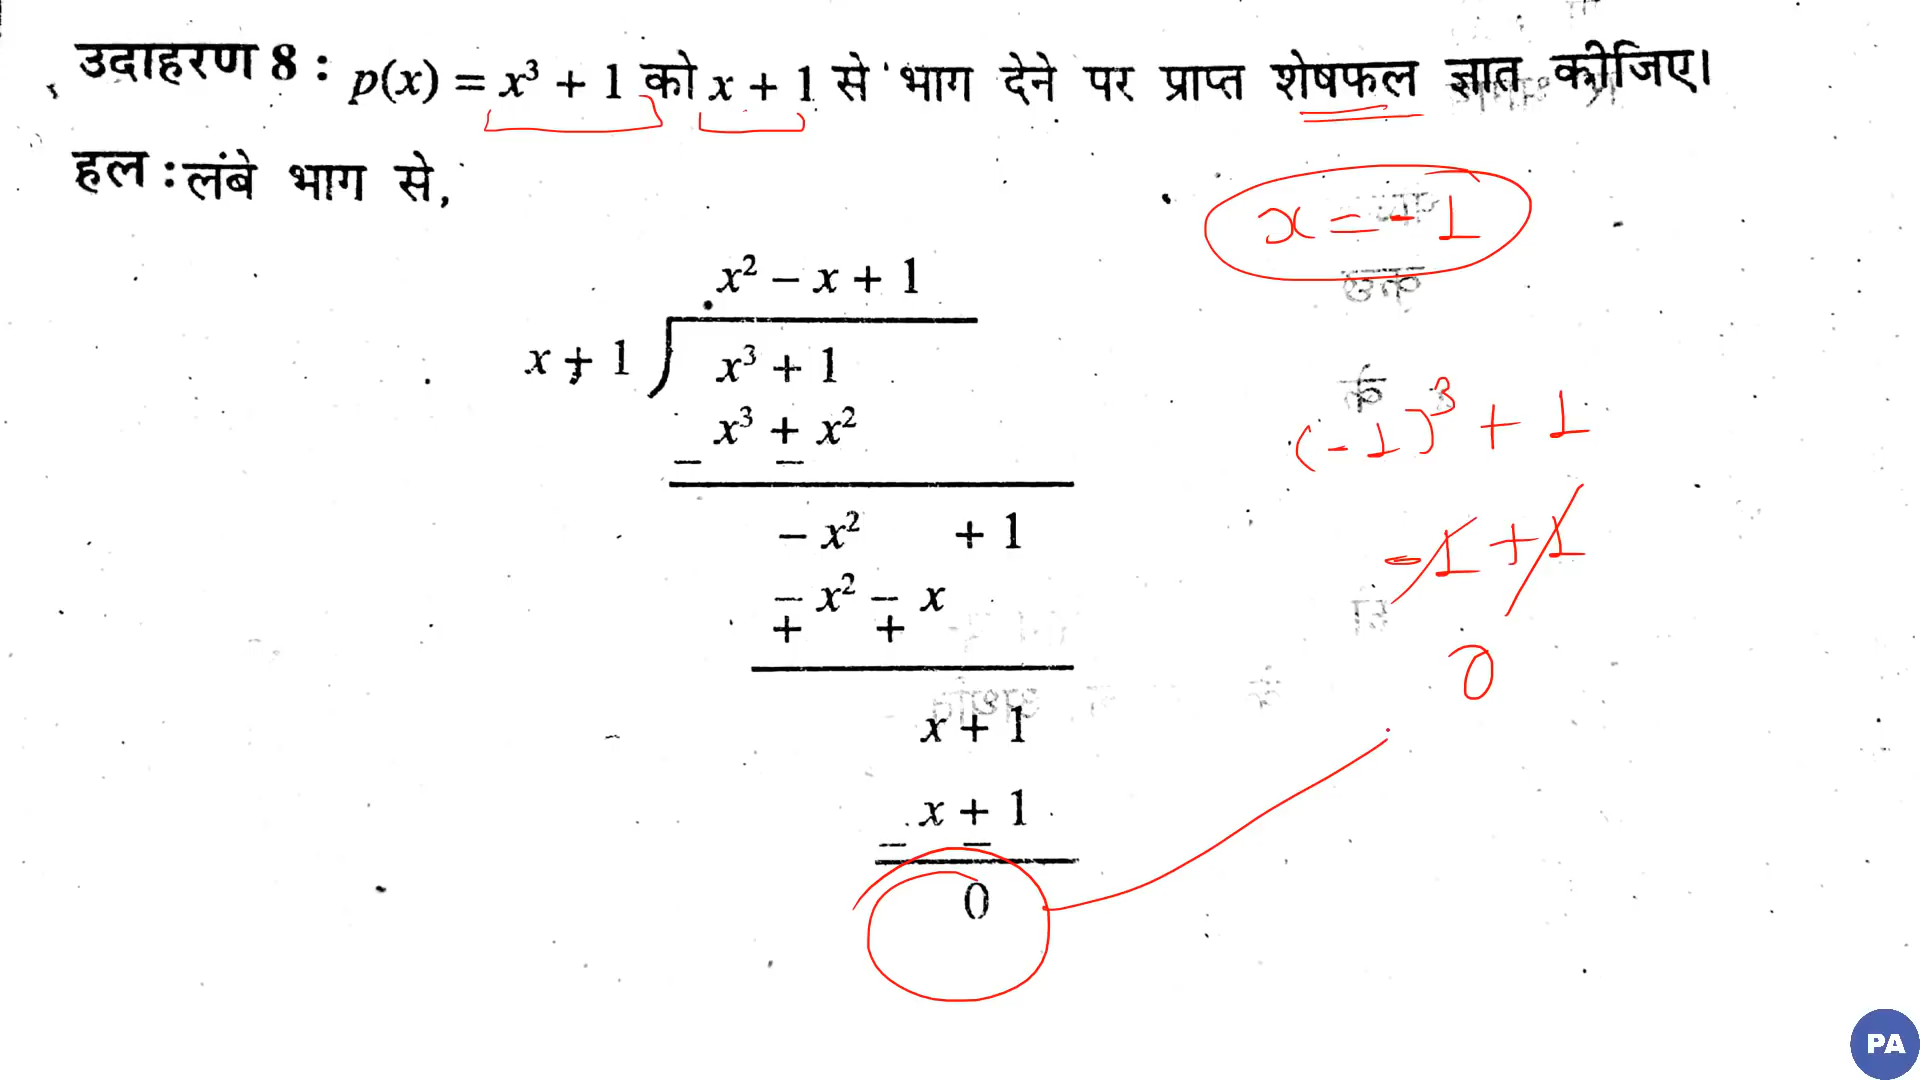 उदाहरण 8 : p(x) = x³ + 1 को x + 1 से भाग देने पर प्राप्त शेषफल ज्ञात कीजिए।
हल : लंबे भाग से,
x = - 1
x² − x + 1
x + 1 ) x³ + 1
x³ + x²
− −
− x² + 1
− x² − x
+ +
x + 1
x + 1
− −
0
(-1)³ + 1
-1 + 1
0
PA